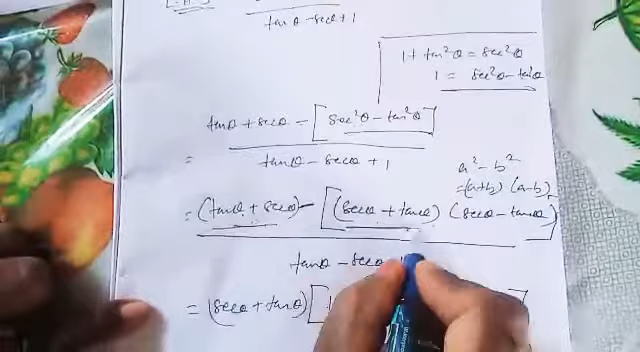 tanθ - secθ + 1
1 + tan²θ = sec²θ
1 = sec²θ - tan²θ
tanθ + secθ - [sec²θ - tan²θ]
=
tanθ - secθ + 1
a² - b²
= (a+b) (a-b)
= (tanθ + secθ) - [(secθ + tanθ) (secθ - tanθ)]
tanθ - secθ
= (secθ + tanθ) [1 ]